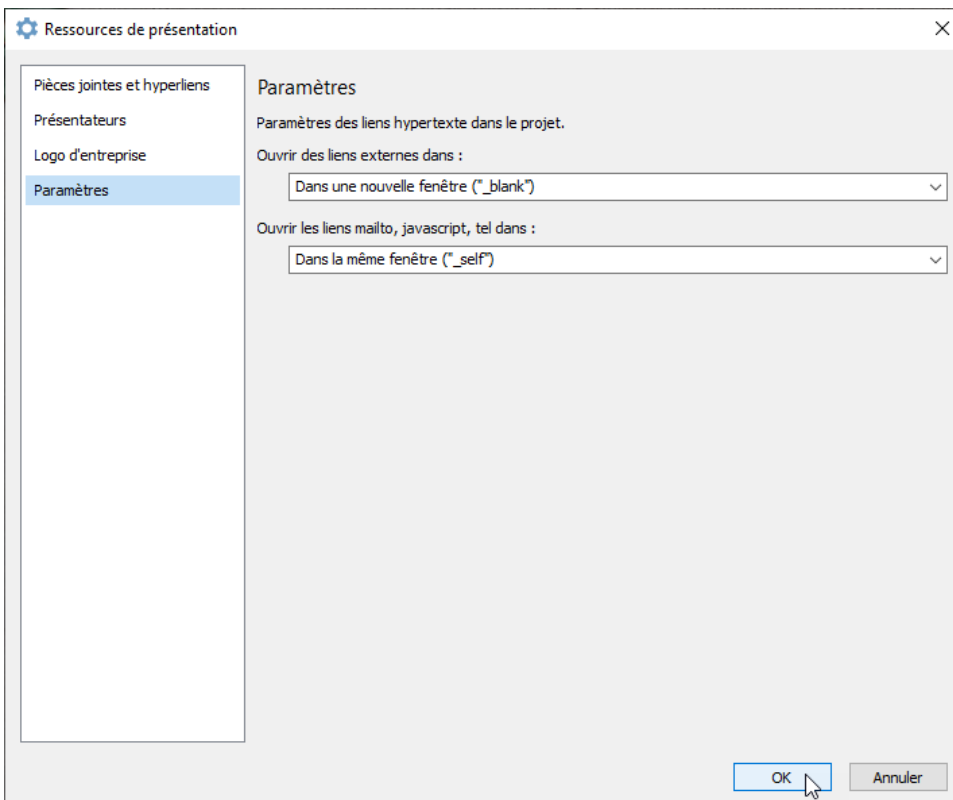 Ressources de présentation
Pièces jointes et hyperliens
Présentateurs
Logo d'entreprise
Paramètres
Paramètres
Paramètres des liens hypertexte dans le projet.
Ouvrir des liens externes dans :
Dans une nouvelle fenêtre ("_blank")
Ouvrir les liens mailto, javascript, tel dans :
Dans la même fenêtre ("_self")
OK
Annuler